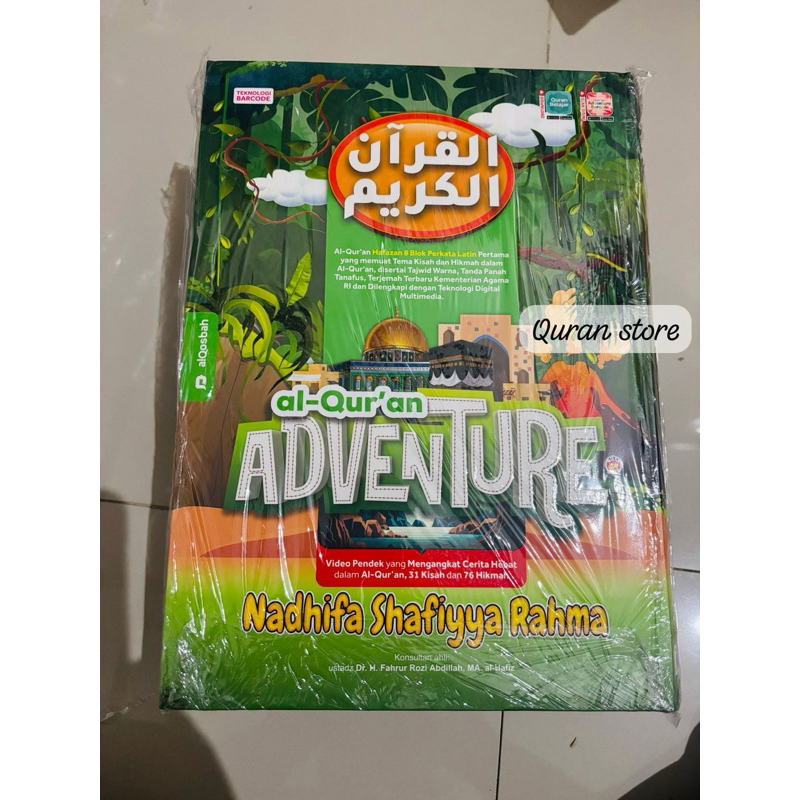 TEKNOLOGI
BARCODE
Quran
Belajar
القرآن
الكريم
Al-Qur'an Hafazan 8 Blok Perkata Latin Pertama
yang memuat Tema Kisah dan Hikmah dalam
Al-Qur'an, disertai Tajwid Warna, Tanda Panah
Tanafus, Terjemah Terbaru Kementerian Agama
RI dan Dilengkapi dengan Teknologi Digital
Multimedia.
Quran store
alQosbah
al-Qur'an
ADVENTURE
Video Pendek yang Mengangkat Cerita Hebat
dalam Al-Qur'an, 31 Kisah dan 76 Hikmah.
Nadhifa Shafiyya Rahma
Konsultan ahli
ustadz Dr. H. Fahrur Rozi Abdillah, MA. al-Hafiz